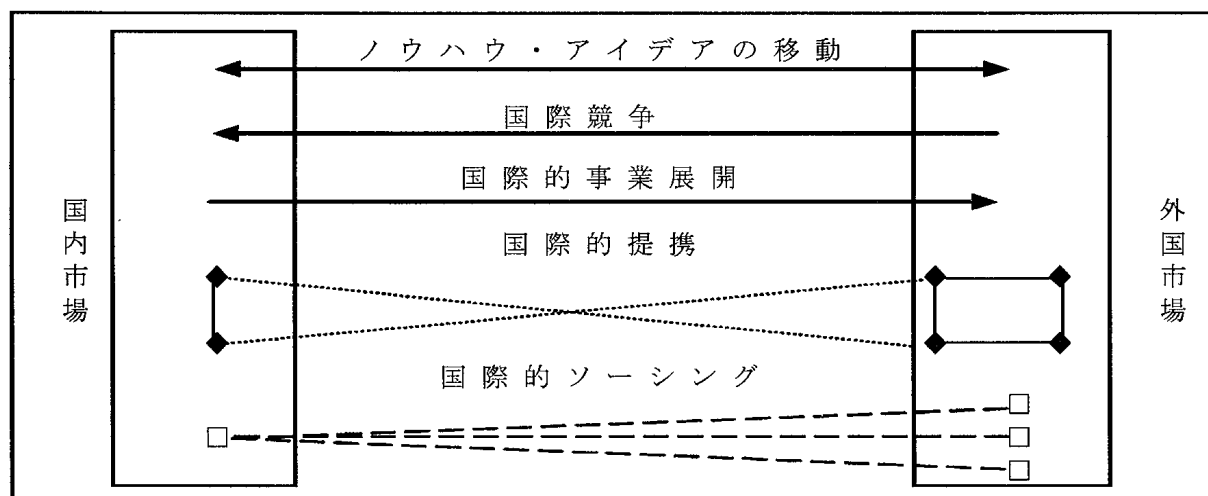 ノウハウ・アイデアの移動
国際競争
国際的事業展開
国内市場
外国市場
国際的提携
国際的ソーシング